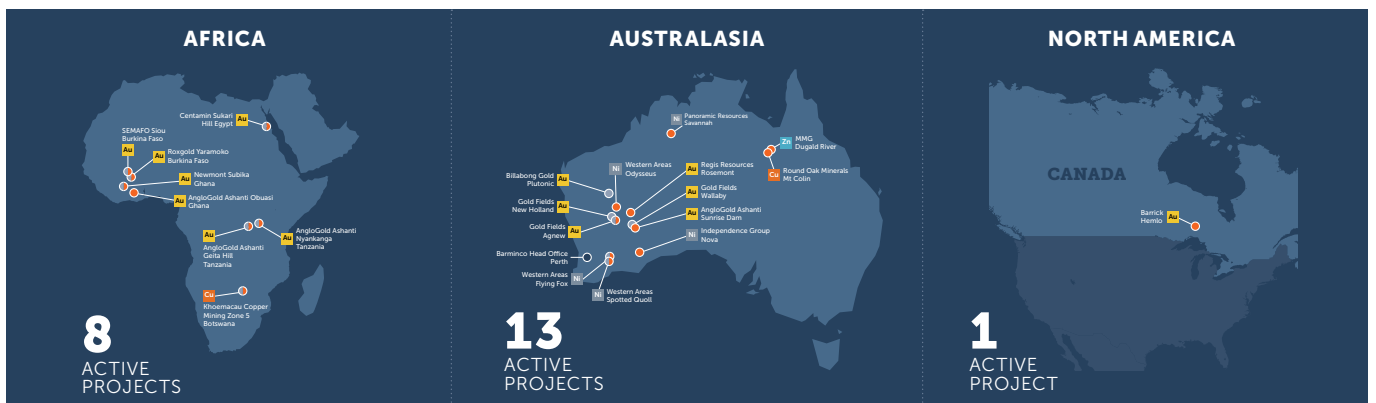 AFRICA
Centamin Sukari
Hill Egypt
Au
SEMAFO Siou
Burkina Faso
Au
Au
Roxgold Yaramoko
Burkina Faso
Au
Newmont Subika
Ghana
Au
AngloGold Ashanti Obuasi
Ghana
Au
AngloGold Ashanti
Geita Hill
Tanzania
Au
AngloGold Ashanti
Nyankanga
Tanzania
Cu
Khoemacau Copper
Mining Zone 5
Botswana
8
ACTIVE
PROJECTS
AUSTRALASIA
Ni
Panoramic Resources
Savannah
Zn
MMG
Dugald River
Cu
Round Oak Minerals
Mt Colin
Ni
Western Areas
Odysseus
Au
Regis Resources
Rosemont
Billabong Gold
Plutonic
Au
Au
Gold Fields
Wallaby
Gold Fields
New Holland
Au
Au
AngloGold Ashanti
Sunrise Dam
Gold Fields
Agnew
Au
Ni
Independence Group
Nova
Barminco Head Office
Perth
Western Areas
Flying Fox
Ni
Ni
Western Areas
Spotted Quoll
13
ACTIVE
PROJECTS
NORTH AMERICA
CANADA
Barrick
Hemlo
Au
1
ACTIVE
PROJECT